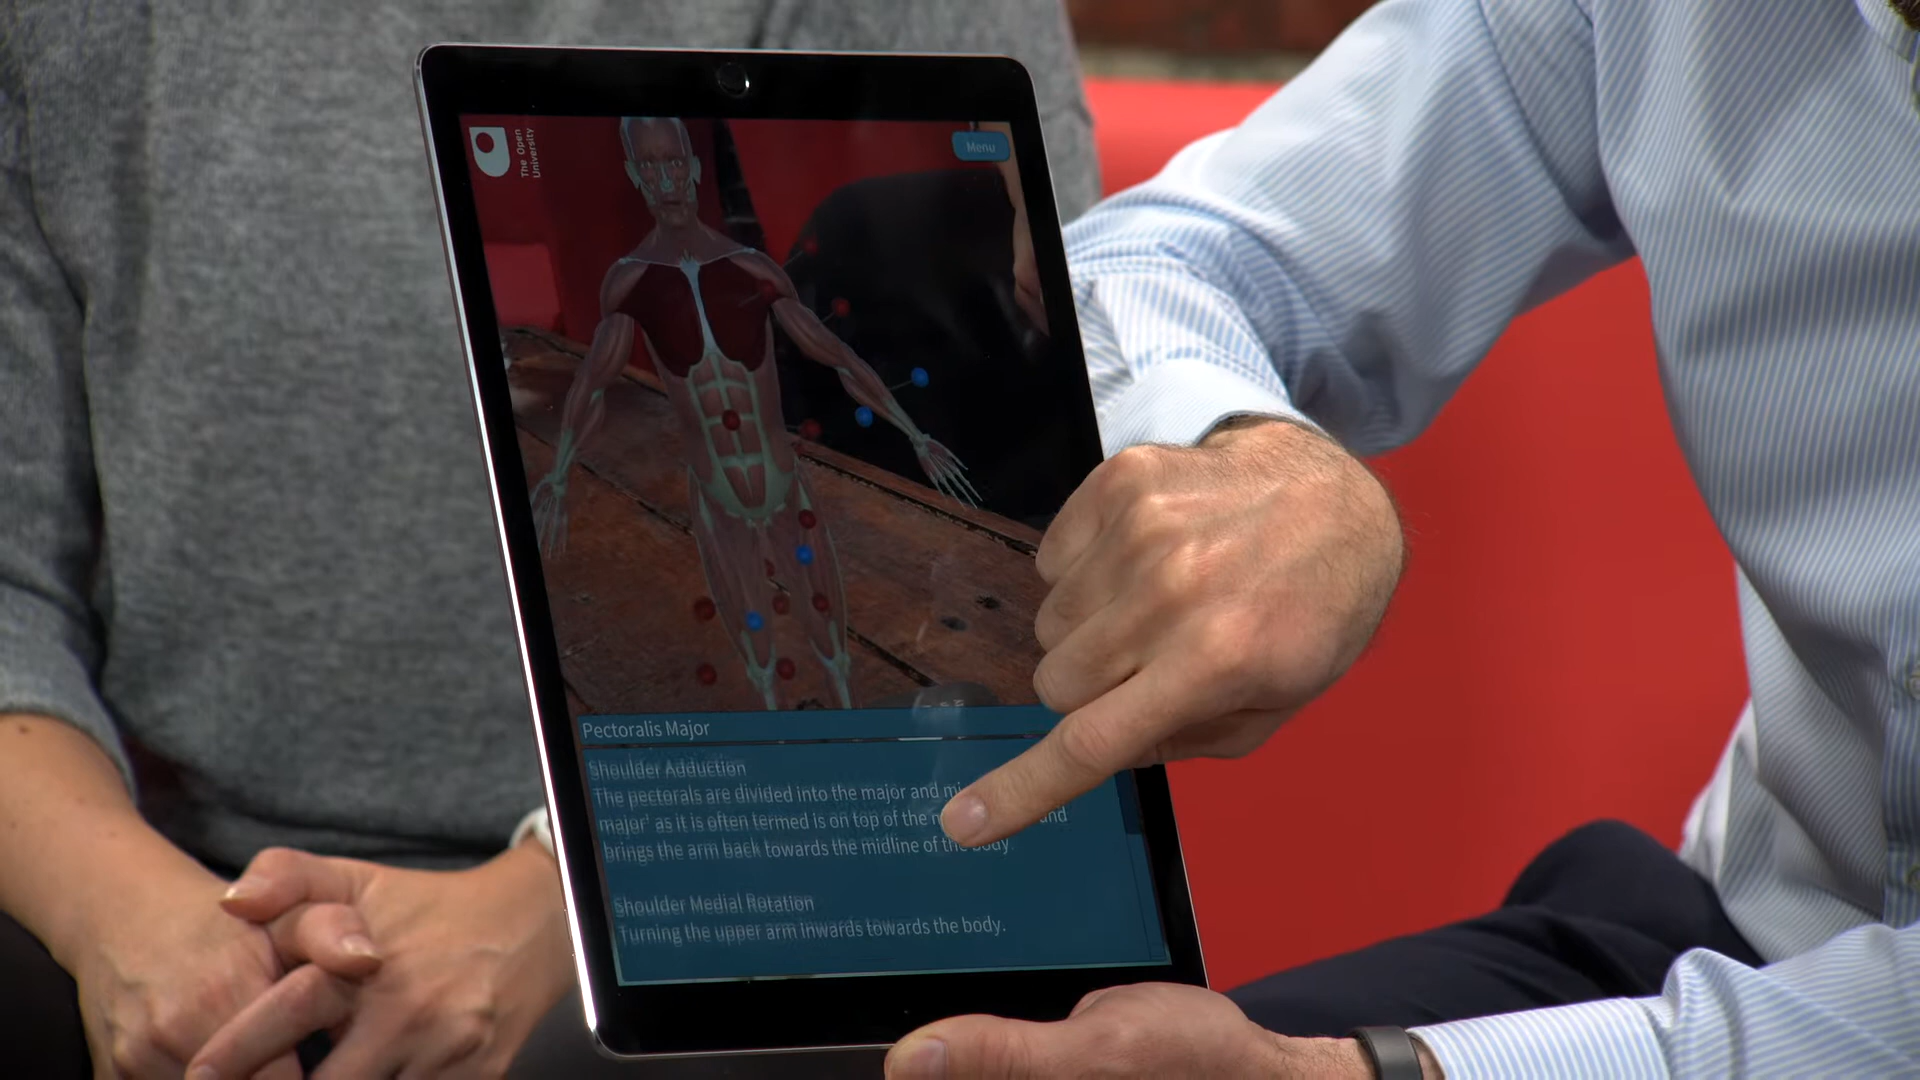 The Open
University
Menu
Pectoralis Major
Shoulder Adduction
The pectorals are divided into the major and
major' as it is often termed is on top of the and
brings the arm back towards the midline of the body.
Shoulder Medial Rotation
Turning the upper arm inwards towards the body.